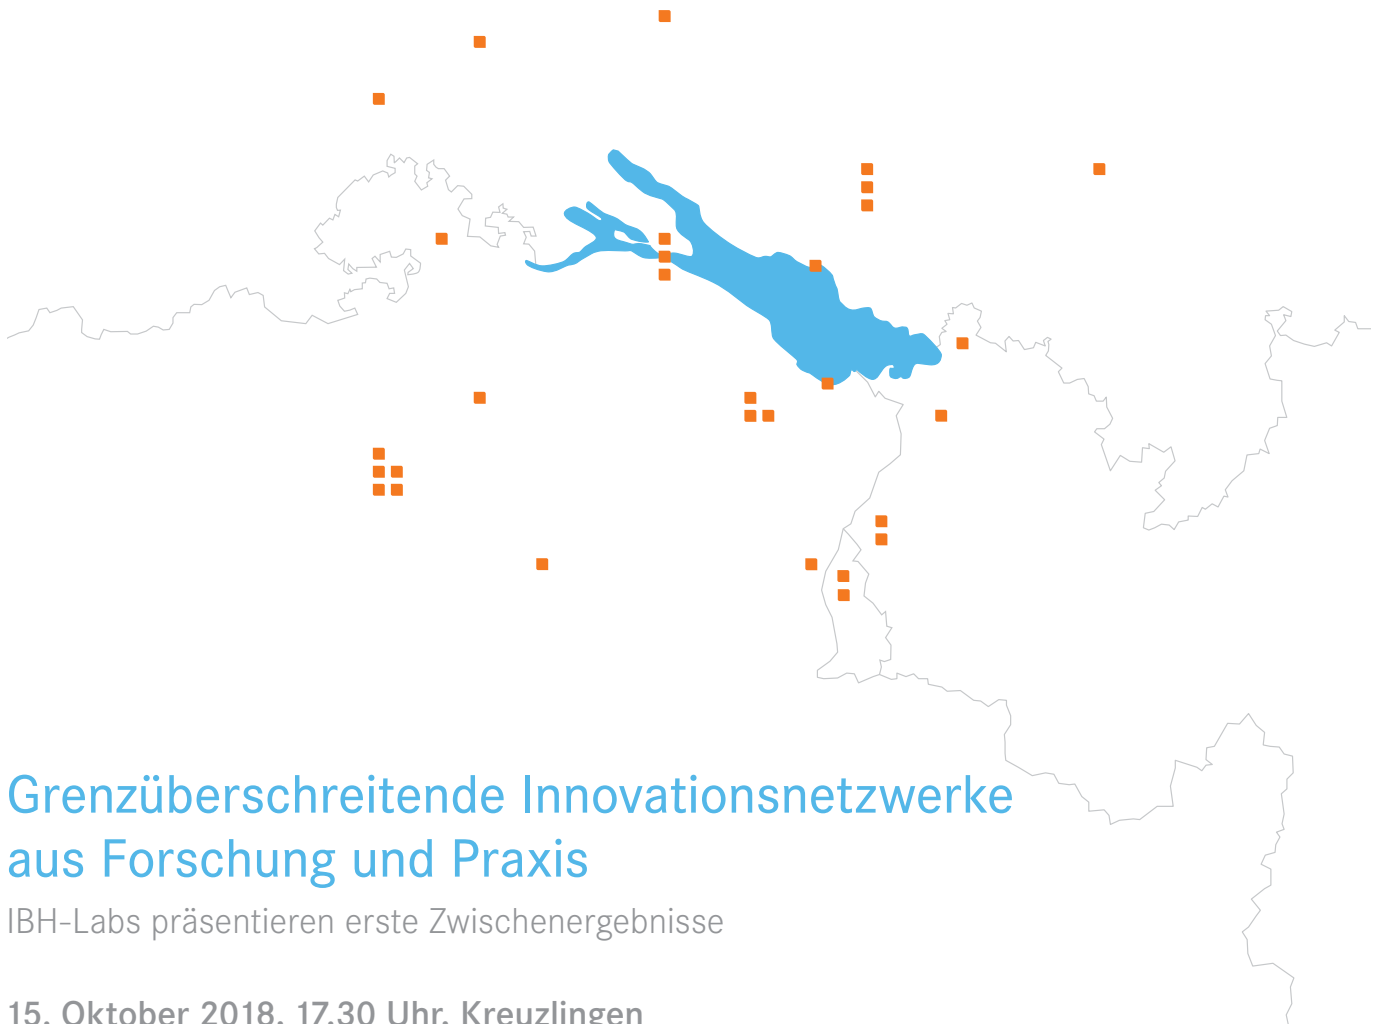 Grenzüberschreitende Innovationsnetzwerke
aus Forschung und Praxis
IBH-Labs präsentieren erste Zwischenergebnisse
15. Oktober 2018, 17.30 Uhr, Kreuzlingen